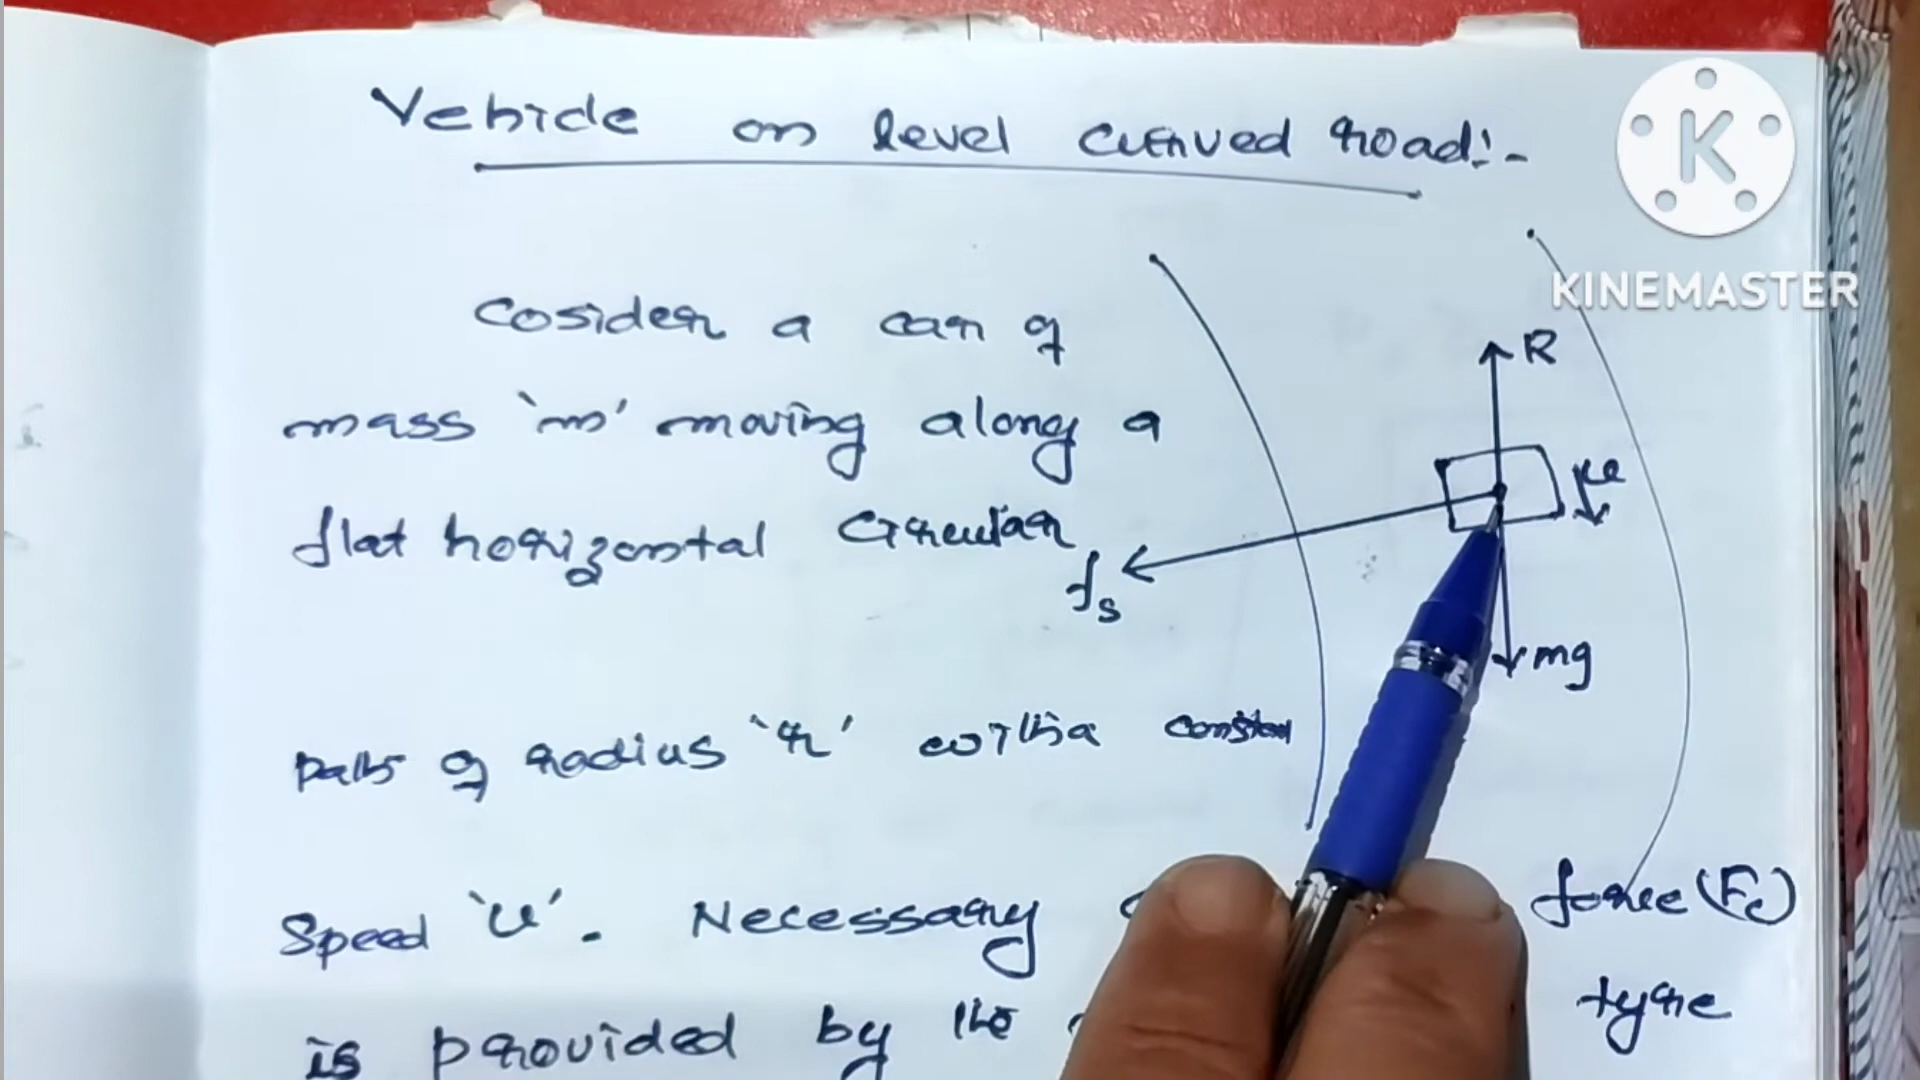 Vehicle on level curved road:-
KINEMASTER
Cosider a car of
mass 'm' moving along a
flat horizontal circular
R
μ
fs
mg
path of radius 'r' with a constant
speed 'v'. Necessary force (Fc)
is provided by the tyre